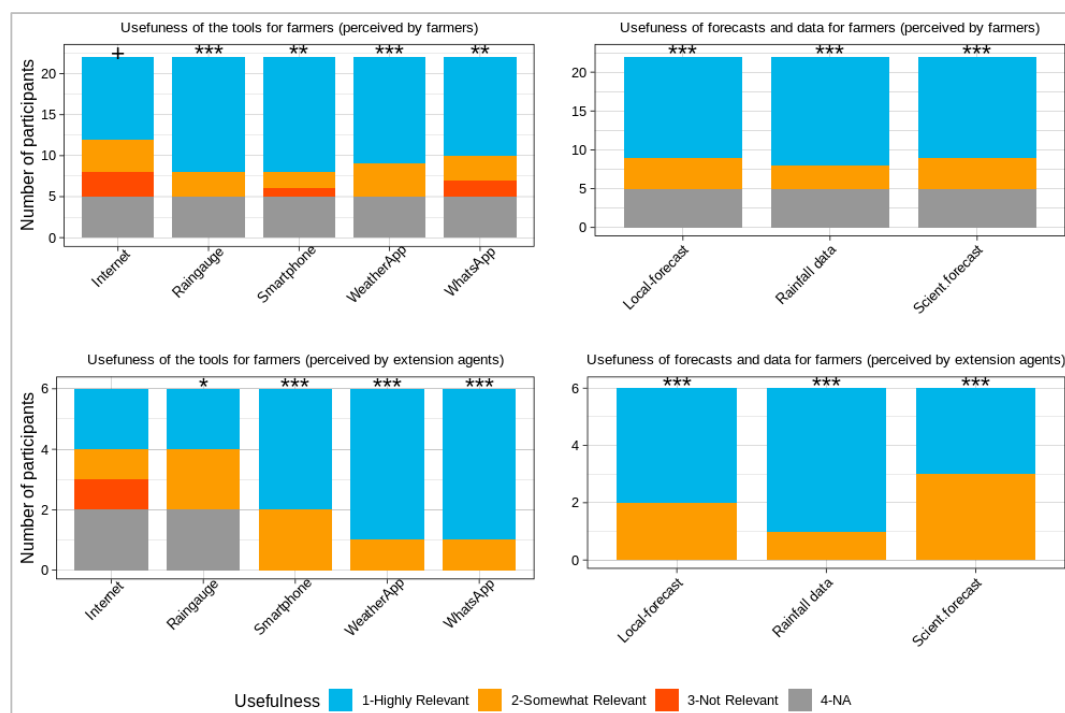 Usefuness of the tools for farmers (perceived by farmers)
Usefuness of forecasts and data for farmers (perceived by farmers)
+ *** ** *** **
*** *** ***
Number of participants
20
15
10
5
0
20
15
10
5
0
Internet
Raingauge
Smartphone
WeatherApp
WhatsApp
Local-forecast
Rainfall data
Scient.forecast
Usefuness of the tools for farmers (perceived by extension agents)
Usefuness of forecasts and data for farmers (perceived by extension agents)
* *** *** ***
*** *** ***
Number of participants
6
4
2
0
6
4
2
0
Internet
Raingauge
Smartphone
WeatherApp
WhatsApp
Local-forecast
Rainfall data
Scient.forecast
Usefulness 1-Highly Relevant 2-Somewhat Relevant 3-Not Relevant 4-NA